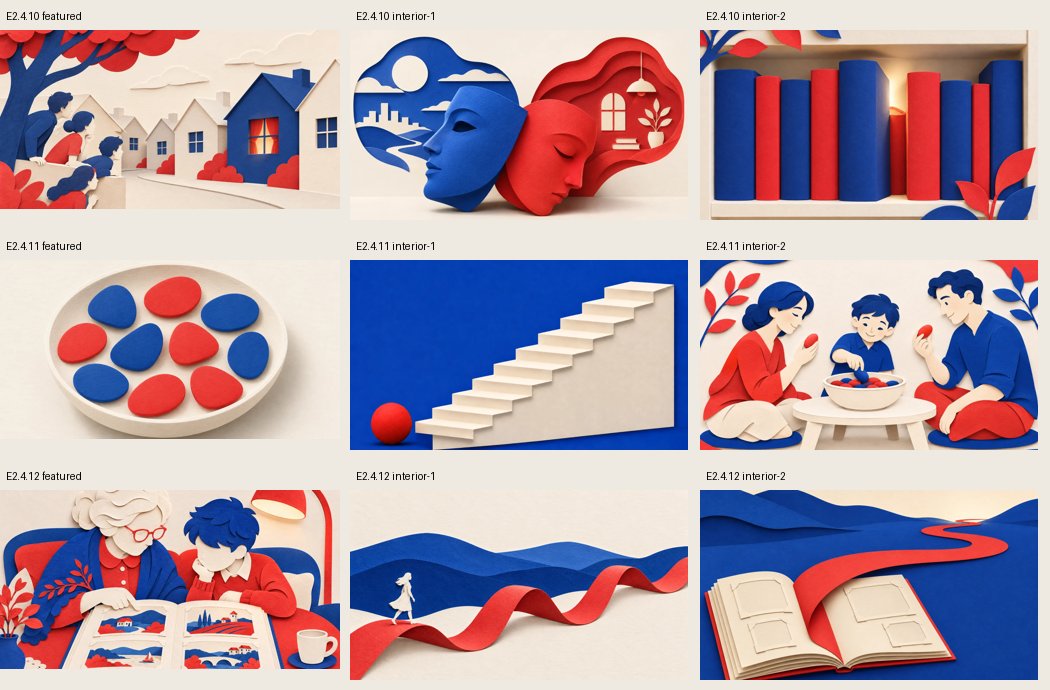 E2.4.10 featured
E2.4.10 interior-1
E2.4.10 interior-2
E2.4.11 featured
E2.4.11 interior-1
E2.4.11 interior-2
E2.4.12 featured
E2.4.12 interior-1
E2.4.12 interior-2